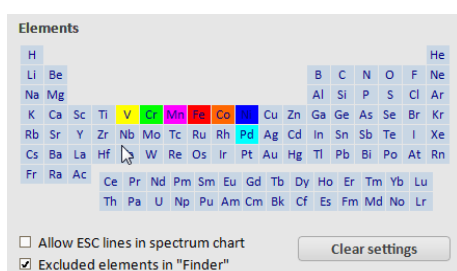 Elements
H He
Li Be B C N O F Ne
Na Mg Al Si P S Cl Ar
K Ca Sc Ti V Cr Mn Fe Co Cu Zn Ga Ge As Se Br Kr
Rb Sr Y Zr Nb Mo Tc Ru Rh Pd Ag Cd In Sn Sb Te I Xe
Cs Ba La Hf W Re Os Ir Pt Au Hg Tl Pb Bi Po At Rn
Fr Ra Ac
Ce Pr Nd Pm Sm Eu Gd Tb Dy Ho Er Tm Yb Lu
Th Pa U Np Pu Am Cm Bk Cf Es Fm Md No Lr
Allow ESC lines in spectrum chart
Clear settings
Excluded elements in "Finder"